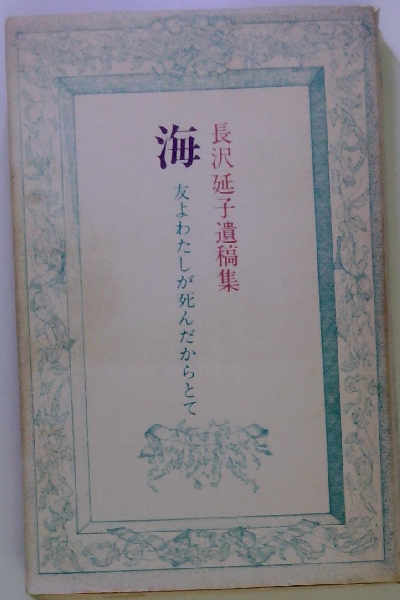 長沢延子遺稿集
海
友よわたしが死んだからとて